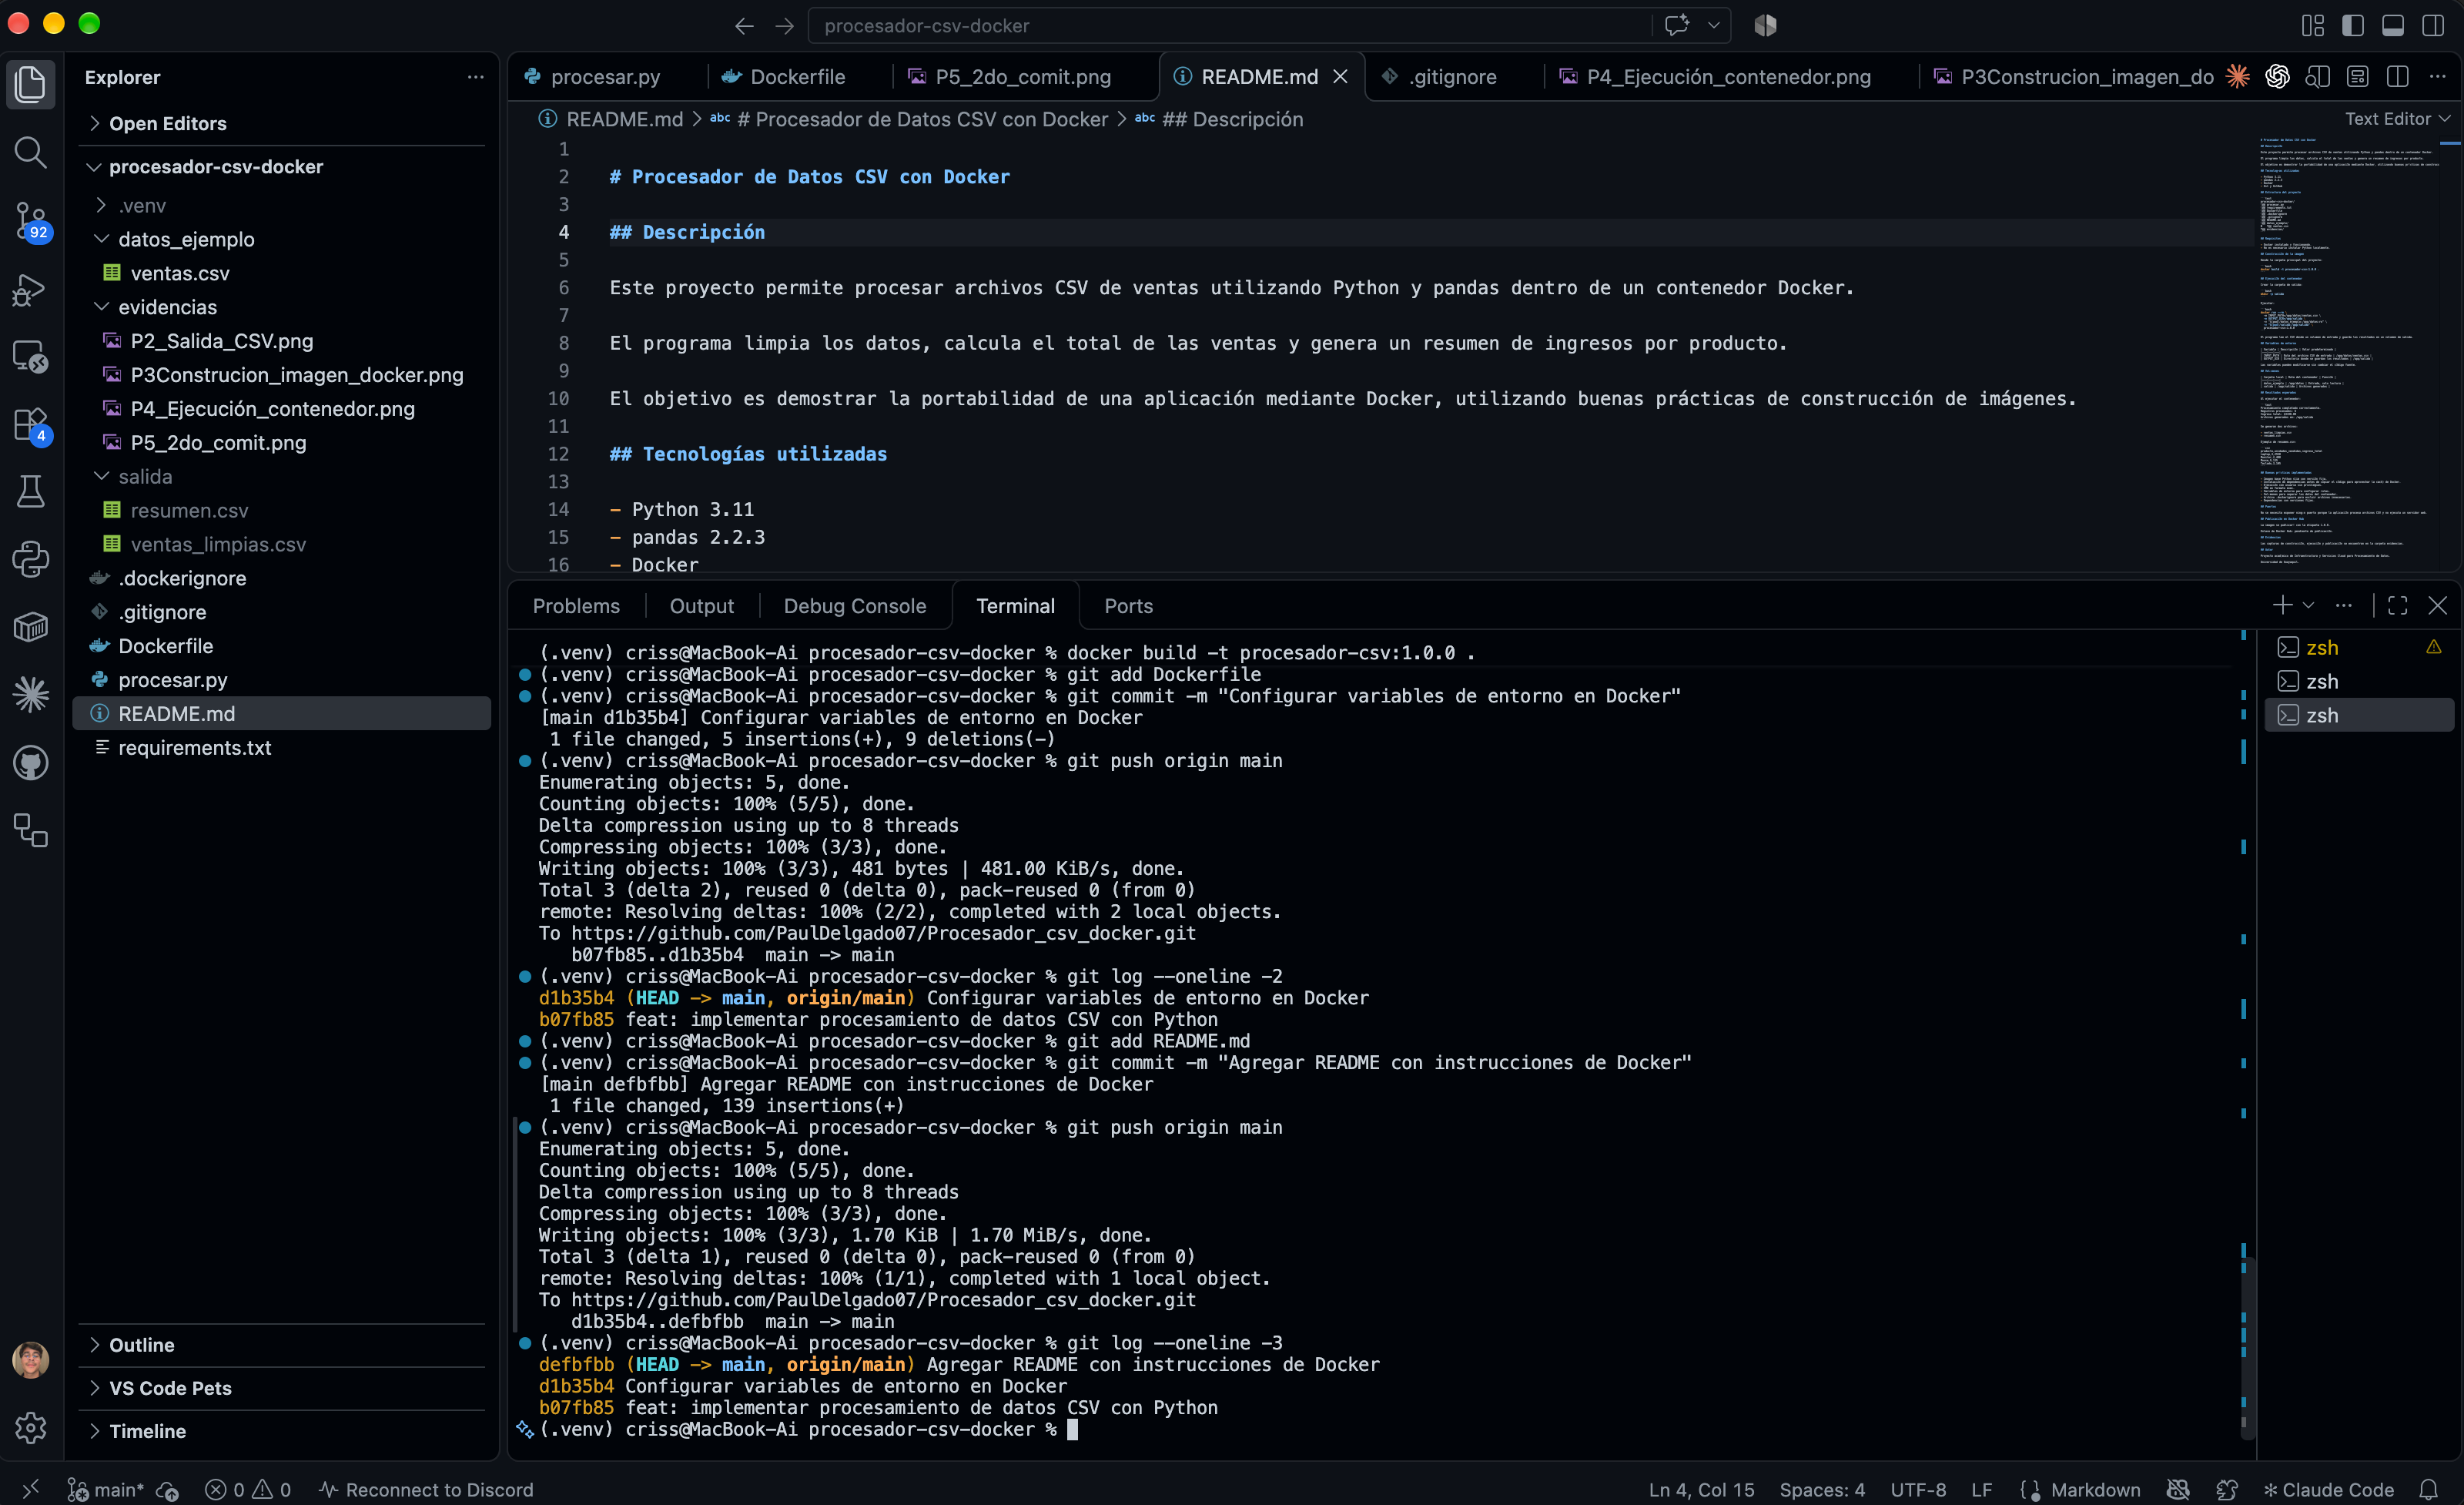 procesador-csv-docker
Explorer
Open Editors
procesador-csv-docker
.venv
datos_ejemplo
ventas.csv
evidencias
P2_Salida_CSV.png
P3Construcion_imagen_docker.png
P4_Ejecución_contenedor.png
P5_2do_comit.png
salida
resumen.csv
ventas_limpias.csv
.dockerignore
.gitignore
Dockerfile
procesar.py
README.md
requirements.txt
Outline
VS Code Pets
Timeline
92
4
procesar.py
Dockerfile
P5_2do_comit.png
README.md
.gitignore
P4_Ejecución_contenedor.png
P3Construcion_imagen_do
README.md > abc # Procesador de Datos CSV con Docker > abc ## Descripción
Text Editor
1
2 # Procesador de Datos CSV con Docker
3
4 ## Descripción
5
6 Este proyecto permite procesar archivos CSV de ventas utilizando Python y pandas dentro de un contenedor Docker.
7
8 El programa limpia los datos, calcula el total de las ventas y genera un resumen de ingresos por producto.
9
10 El objetivo es demostrar la portabilidad de una aplicación mediante Docker, utilizando buenas prácticas de construcción de imágenes.
11
12 ## Tecnologías utilizadas
13
14 - Python 3.11
15 - pandas 2.2.3
16 - Docker
Problems
Output
Debug Console
Terminal
Ports
(.venv) criss@MacBook-Ai procesador-csv-docker % docker build -t procesador-csv:1.0.0 .
(.venv) criss@MacBook-Ai procesador-csv-docker % git add Dockerfile
(.venv) criss@MacBook-Ai procesador-csv-docker % git commit -m "Configurar variables de entorno en Docker"
[main d1b35b4] Configurar variables de entorno en Docker
1 file changed, 5 insertions(+), 9 deletions(-)
(.venv) criss@MacBook-Ai procesador-csv-docker % git push origin main
Enumerating objects: 5, done.
Counting objects: 100% (5/5), done.
Delta compression using up to 8 threads
Compressing objects: 100% (3/3), done.
Writing objects: 100% (3/3), 481 bytes | 481.00 KiB/s, done.
Total 3 (delta 2), reused 0 (delta 0), pack-reused 0 (from 0)
remote: Resolving deltas: 100% (2/2), completed with 2 local objects.
To https://github.com/PaulDelgado07/Procesador_csv_docker.git
b07fb85..d1b35b4 main -> main
(.venv) criss@MacBook-Ai procesador-csv-docker % git log --oneline -2
d1b35b4 (HEAD -> main, origin/main) Configurar variables de entorno en Docker
b07fb85 feat: implementar procesamiento de datos CSV con Python
(.venv) criss@MacBook-Ai procesador-csv-docker % git add README.md
(.venv) criss@MacBook-Ai procesador-csv-docker % git commit -m "Agregar README con instrucciones de Docker"
[main defbfbb] Agregar README con instrucciones de Docker
1 file changed, 139 insertions(+)
(.venv) criss@MacBook-Ai procesador-csv-docker % git push origin main
Enumerating objects: 5, done.
Counting objects: 100% (5/5), done.
Delta compression using up to 8 threads
Compressing objects: 100% (3/3), done.
Writing objects: 100% (3/3), 1.70 KiB | 1.70 MiB/s, done.
Total 3 (delta 1), reused 0 (delta 0), pack-reused 0 (from 0)
remote: Resolving deltas: 100% (1/1), completed with 1 local object.
To https://github.com/PaulDelgado07/Procesador_csv_docker.git
d1b35b4..defbfbb main -> main
(.venv) criss@MacBook-Ai procesador-csv-docker % git log --oneline -3
defbfbb (HEAD -> main, origin/main) Agregar README con instrucciones de Docker
d1b35b4 Configurar variables de entorno en Docker
b07fb85 feat: implementar procesamiento de datos CSV con Python
(.venv) criss@MacBook-Ai procesador-csv-docker %
zsh
zsh
zsh
main*
0
0
Reconnect to Discord
Ln 4, Col 15
Spaces: 4
UTF-8
LF
Markdown
Claude Code